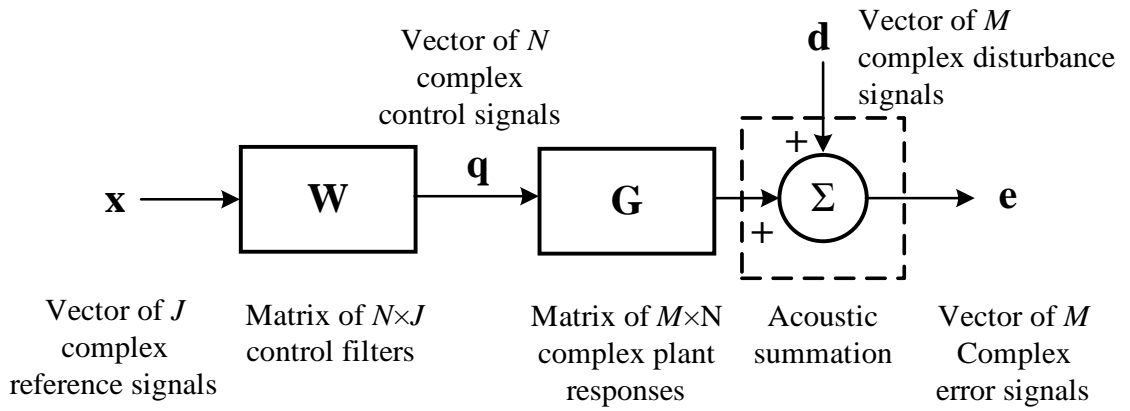 Vector of N
complex
control signals
d
Vector of M
complex disturbance
signals
+
x
W
q
G
+
Σ
e
Vector of J
complex
reference signals
Matrix of N×J
control filters
Matrix of M×N
complex plant
responses
Acoustic
summation
Vector of M
Complex
error signals